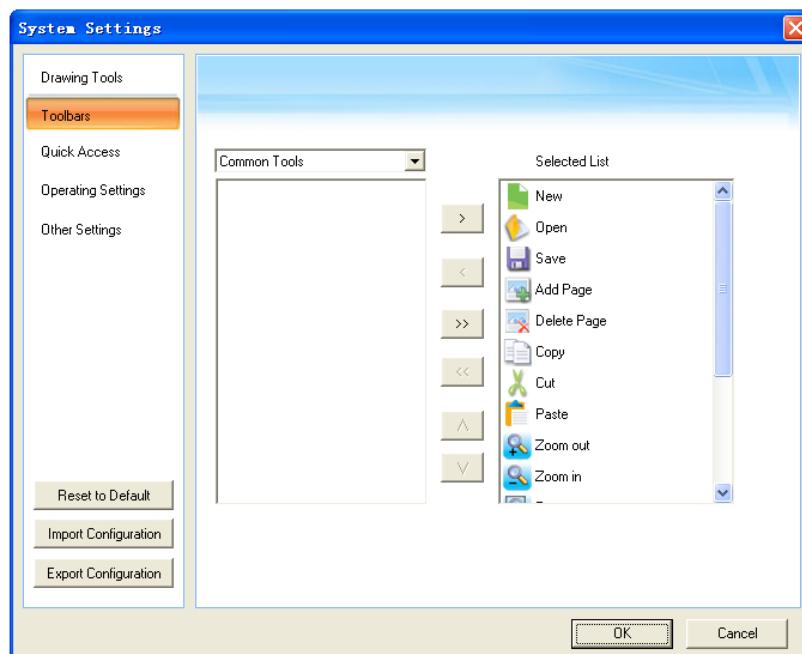 System Settings
Drawing Tools
Toolbars
Quick Access
Operating Settings
Other Settings
Reset to Default
Import Configuration
Export Configuration
Common Tools
>
<
>>
<<
Selected List
New
Open
Save
Add Page
Delete Page
Copy
Cut
Paste
Zoom out
Zoom in
OK
Cancel